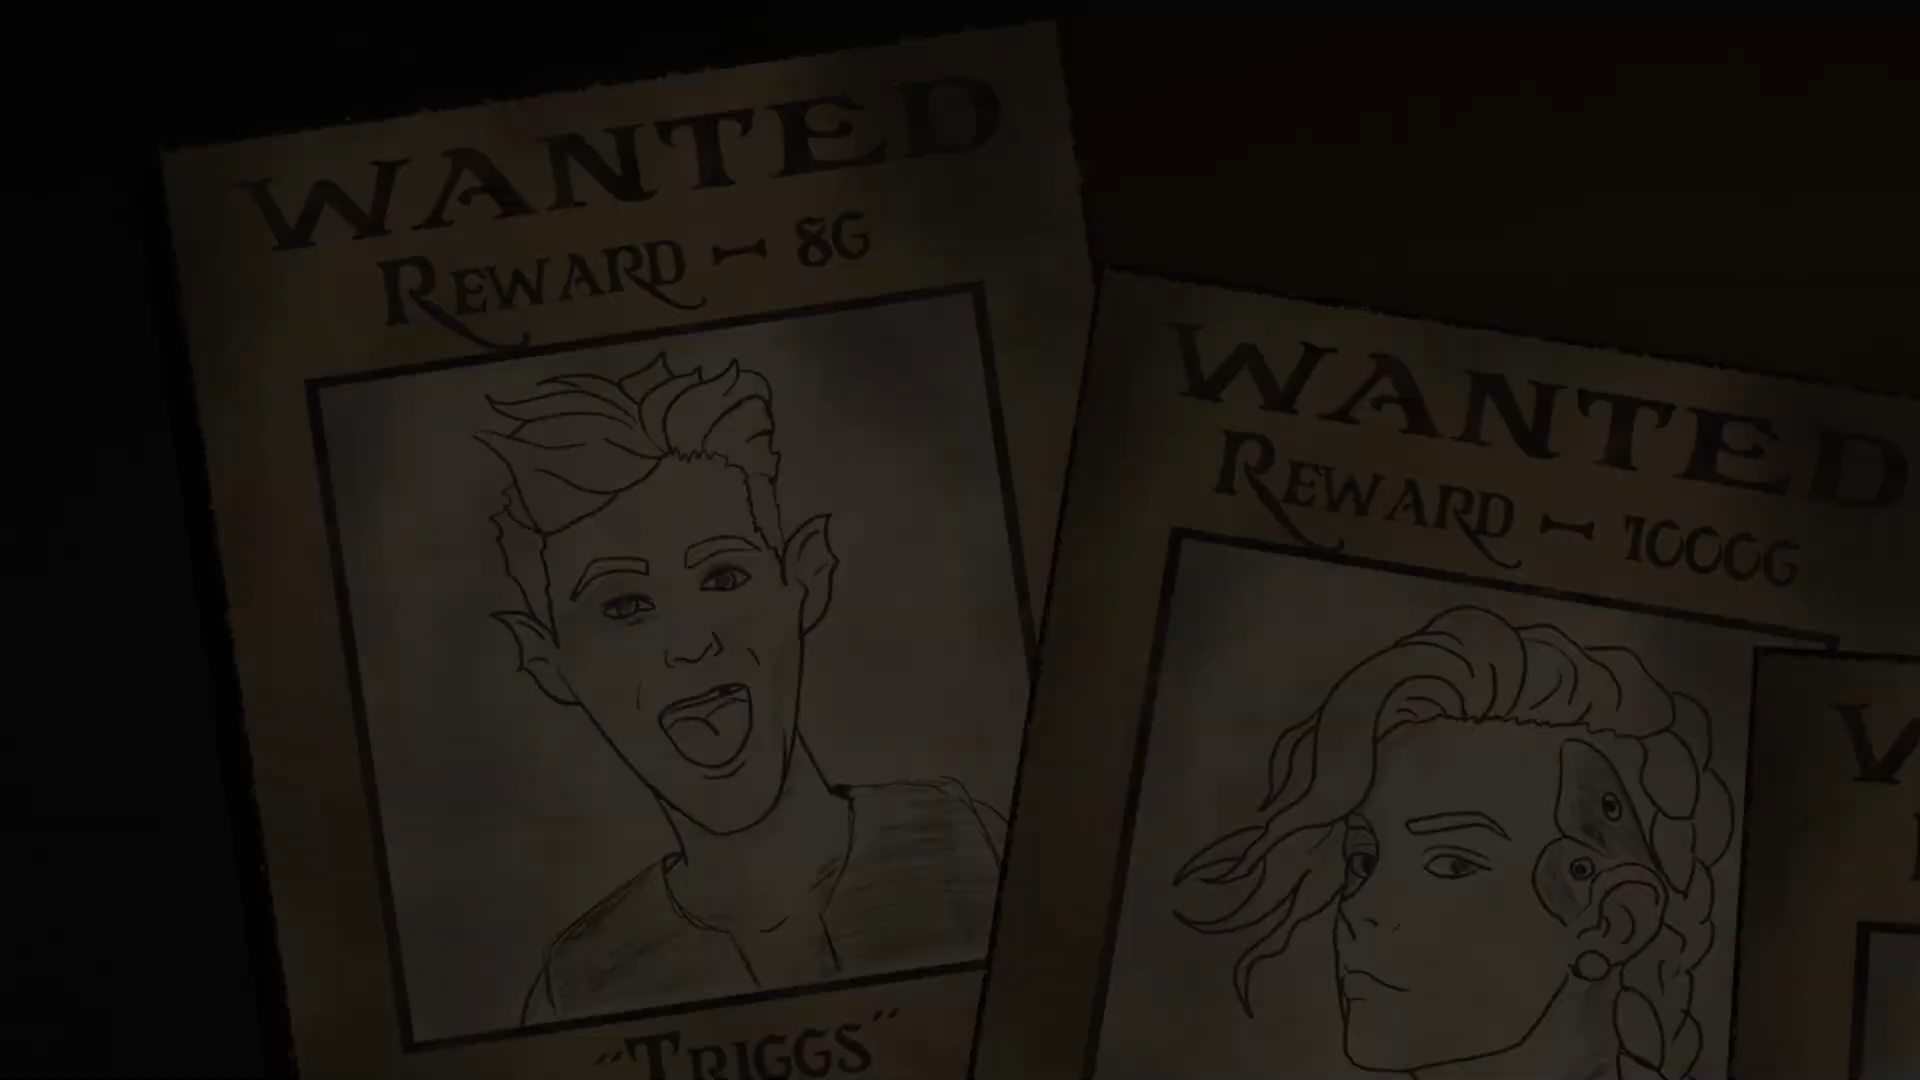 WANTED
REWARD - 8G
"TRIGGS"
WANTED
REWARD - 1000G